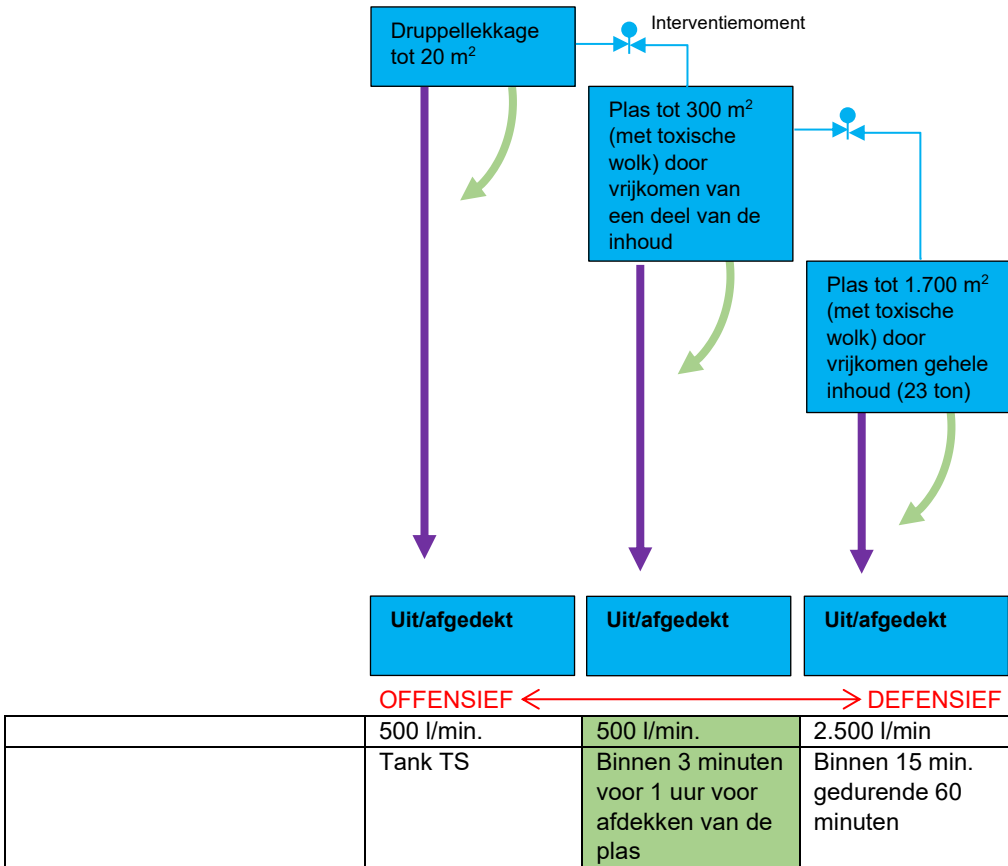 Druppellekkage
tot 20 m²
Interventiemoment
Plas tot 300 m²
(met toxische
wolk) door
vrijkomen van
een deel van de
inhoud
Plas tot 1.700 m²
(met toxische
wolk) door
vrijkomen gehele
inhoud (23 ton)
Uit/afgedekt
Uit/afgedekt
Uit/afgedekt
OFFENSIEF
DEFENSIEF
500 l/min.
500 l/min.
2.500 l/min
Tank TS
Binnen 3 minuten
voor 1 uur voor
afdekken van de
plas
Binnen 15 min.
gedurende 60
minuten